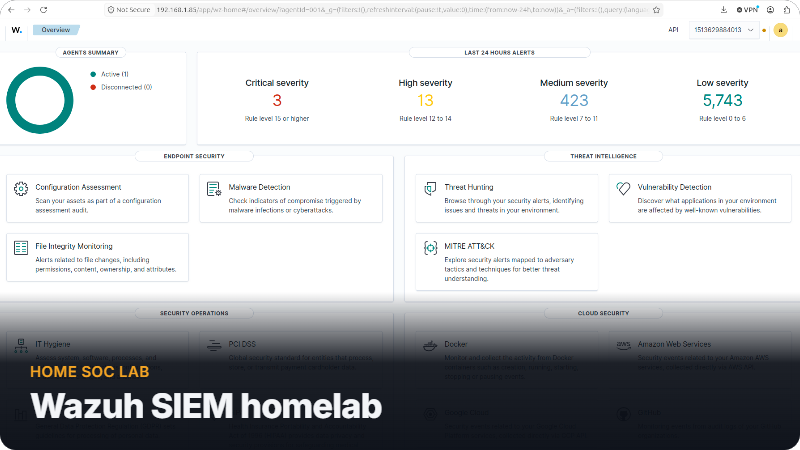 Not Secure 192.168.1.85/app/wz-home#/overview/?agentId=001&_g=(filters:!(),refreshInterval:(pause:!t,value:0),time:(from:now-24h,to:now))&_a=(filters:!(),query:(langu
VPN
W. Overview API 1513629884013 a
AGENTS SUMMARY
Active (1)
Disconnected (0)
LAST 24 HOURS ALERTS
Critical severity
3
Rule level 15 or higher
High severity
13
Rule level 12 to 14
Medium severity
423
Rule level 7 to 11
Low severity
5,743
Rule level 0 to 6
ENDPOINT SECURITY
Configuration Assessment
Scan your assets as part of a configuration
assessment audit.
Malware Detection
Check indicators of compromise triggered by
malware infections or cyberattacks.
File Integrity Monitoring
Alerts related to file changes, including
permissions, content, ownership, and attributes.
THREAT INTELLIGENCE
Threat Hunting
Browse through your security alerts, identifying
issues and threats in your environment.
Vulnerability Detection
Discover what applications in your environment
are affected by well-known vulnerabilities.
MITRE ATT&CK
Explore security alerts mapped to adversary
tactics and techniques for better threat
understanding.
SECURITY OPERATIONS
IT Hygiene
PCI DSS
CLOUD SECURITY
Docker
aws
Amazon Web Services
HOME SOC LAB
Wazuh SIEM homelab